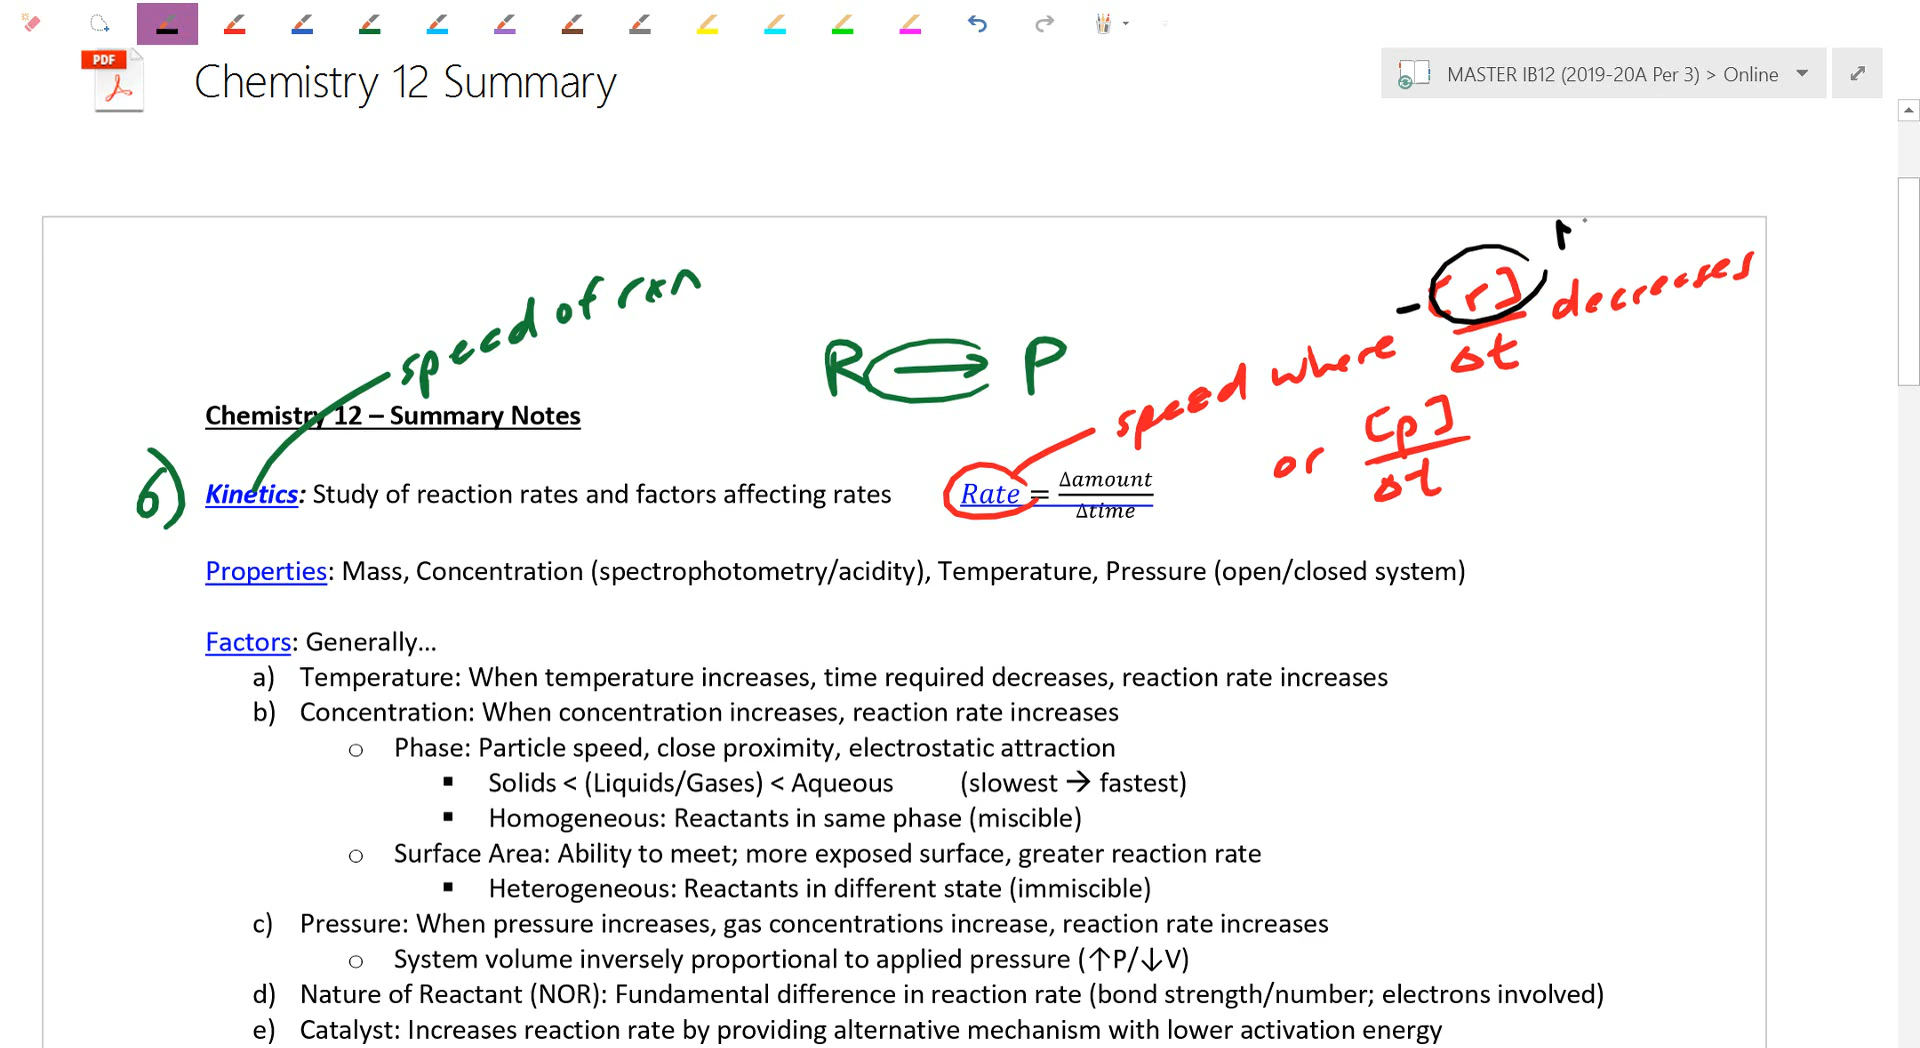 PDF
Chemistry 12 Summary
MASTER IB12 (2019-20A Per 3) > Online
speed of rxn
R → P
speed where -[r]/Δt decreases
or [p]/Δt
Chemistry 12 – Summary Notes
6) Kinetics: Study of reaction rates and factors affecting rates Rate = Δamount/Δtime
Properties: Mass, Concentration (spectrophotometry/acidity), Temperature, Pressure (open/closed system)
Factors: Generally...
a) Temperature: When temperature increases, time required decreases, reaction rate increases
b) Concentration: When concentration increases, reaction rate increases
o Phase: Particle speed, close proximity, electrostatic attraction
▪ Solids < (Liquids/Gases) < Aqueous (slowest → fastest)
▪ Homogeneous: Reactants in same phase (miscible)
o Surface Area: Ability to meet; more exposed surface, greater reaction rate
▪ Heterogeneous: Reactants in different state (immiscible)
c) Pressure: When pressure increases, gas concentrations increase, reaction rate increases
o System volume inversely proportional to applied pressure (↑P/↓V)
d) Nature of Reactant (NOR): Fundamental difference in reaction rate (bond strength/number; electrons involved)
e) Catalyst: Increases reaction rate by providing alternative mechanism with lower activation energy